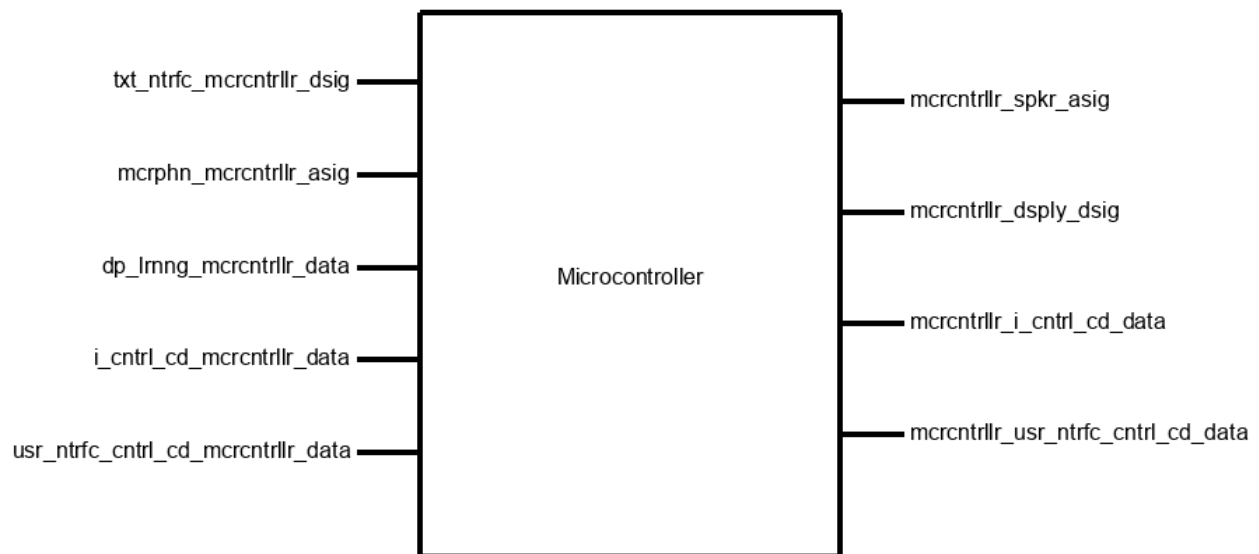 txt_ntrfc_mcrcntrllr_dsig
mcrphn_mcrcntrllr_asig
dp_lrnng_mcrcntrllr_data
i_cntrl_cd_mcrcntrllr_data
usr_ntrfc_cntrl_cd_mcrcntrllr_data
Microcontroller
mcrcntrllr_spkr_asig
mcrcntrllr_dsply_dsig
mcrcntrllr_i_cntrl_cd_data
mcrcntrllr_usr_ntrfc_cntrl_cd_data